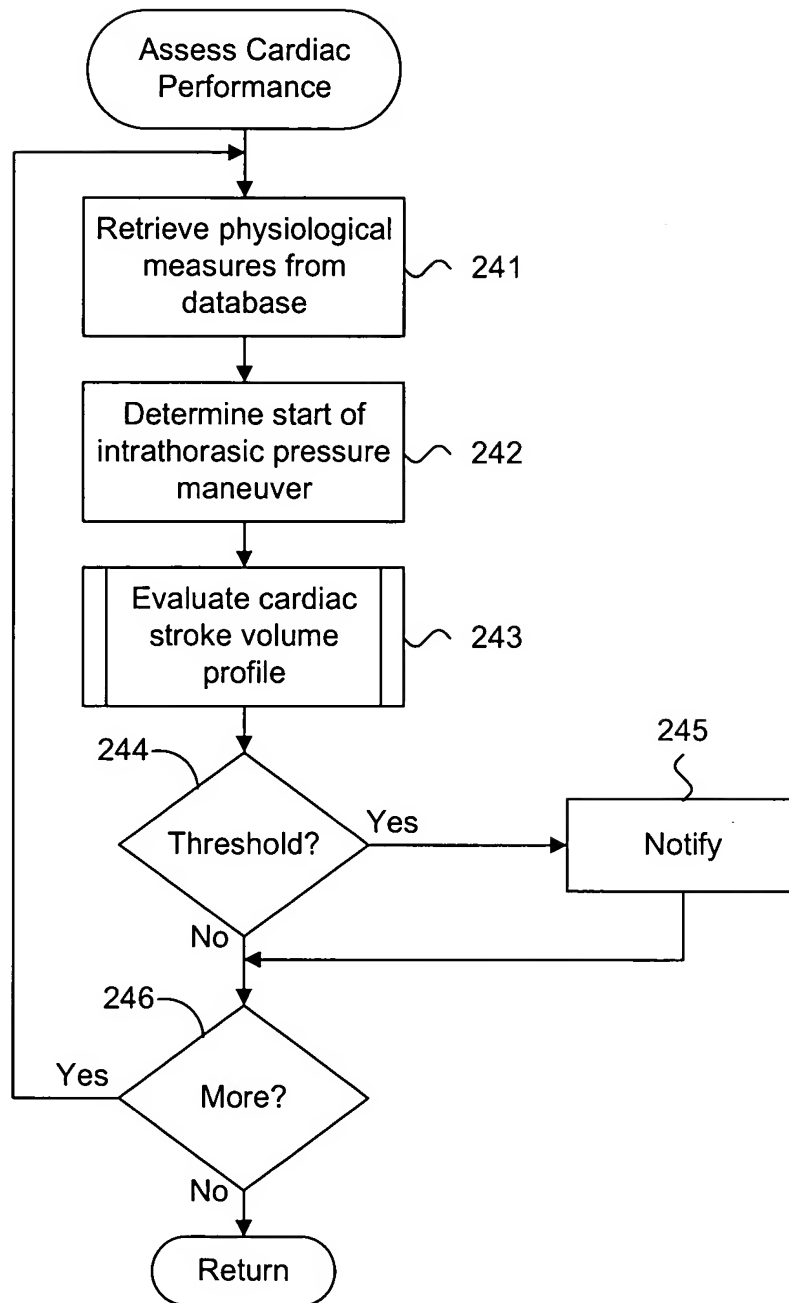 Assess Cardiac
Performance
Retrieve physiological
measures from
database
241
Determine start of
intrathorasic pressure
maneuver
242
Evaluate cardiac
stroke volume
profile
243
244
Threshold?
Yes
245
Notify
No
246
More?
Yes
No
Return